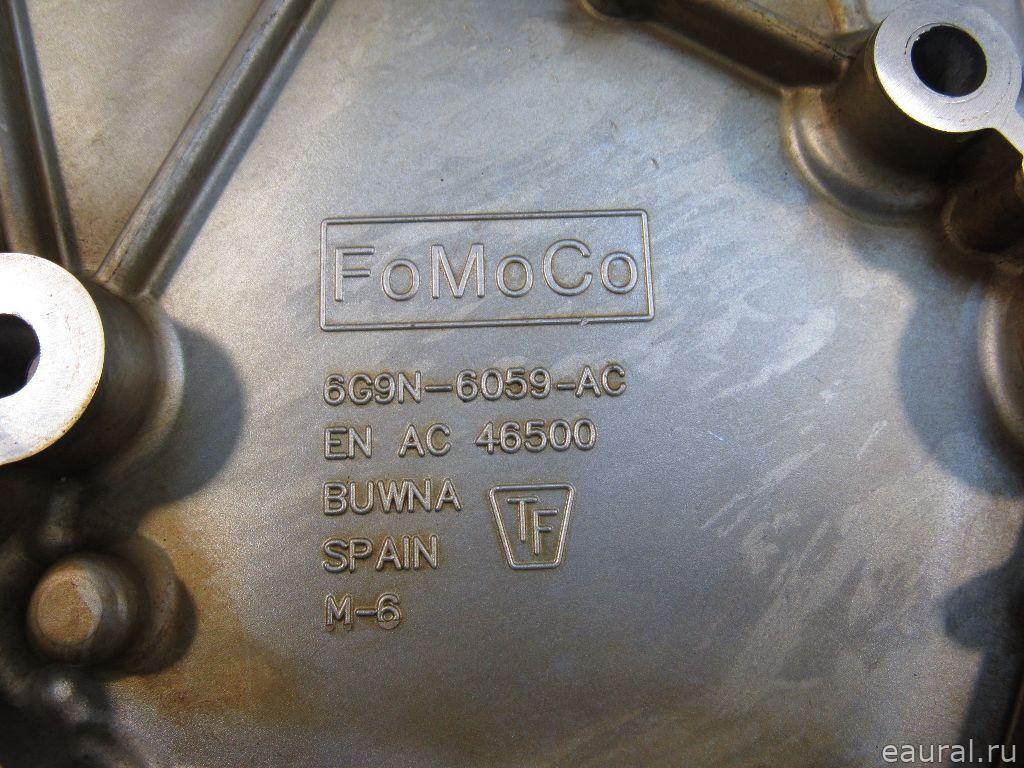 FoMoCo
6G9N-6059-AC
EN AC 46500
BUWNA
TF
SPAIN
M-6
eaural.ru